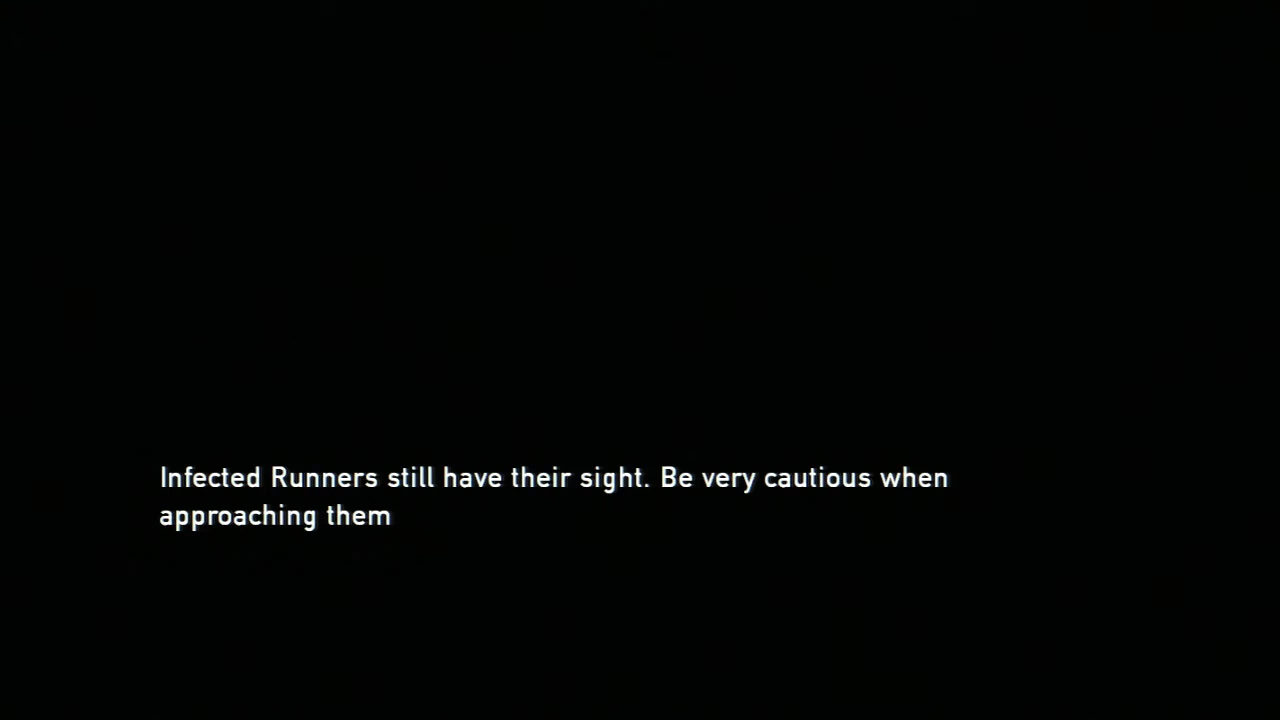 Infected Runners still have their sight. Be very cautious when
approaching them